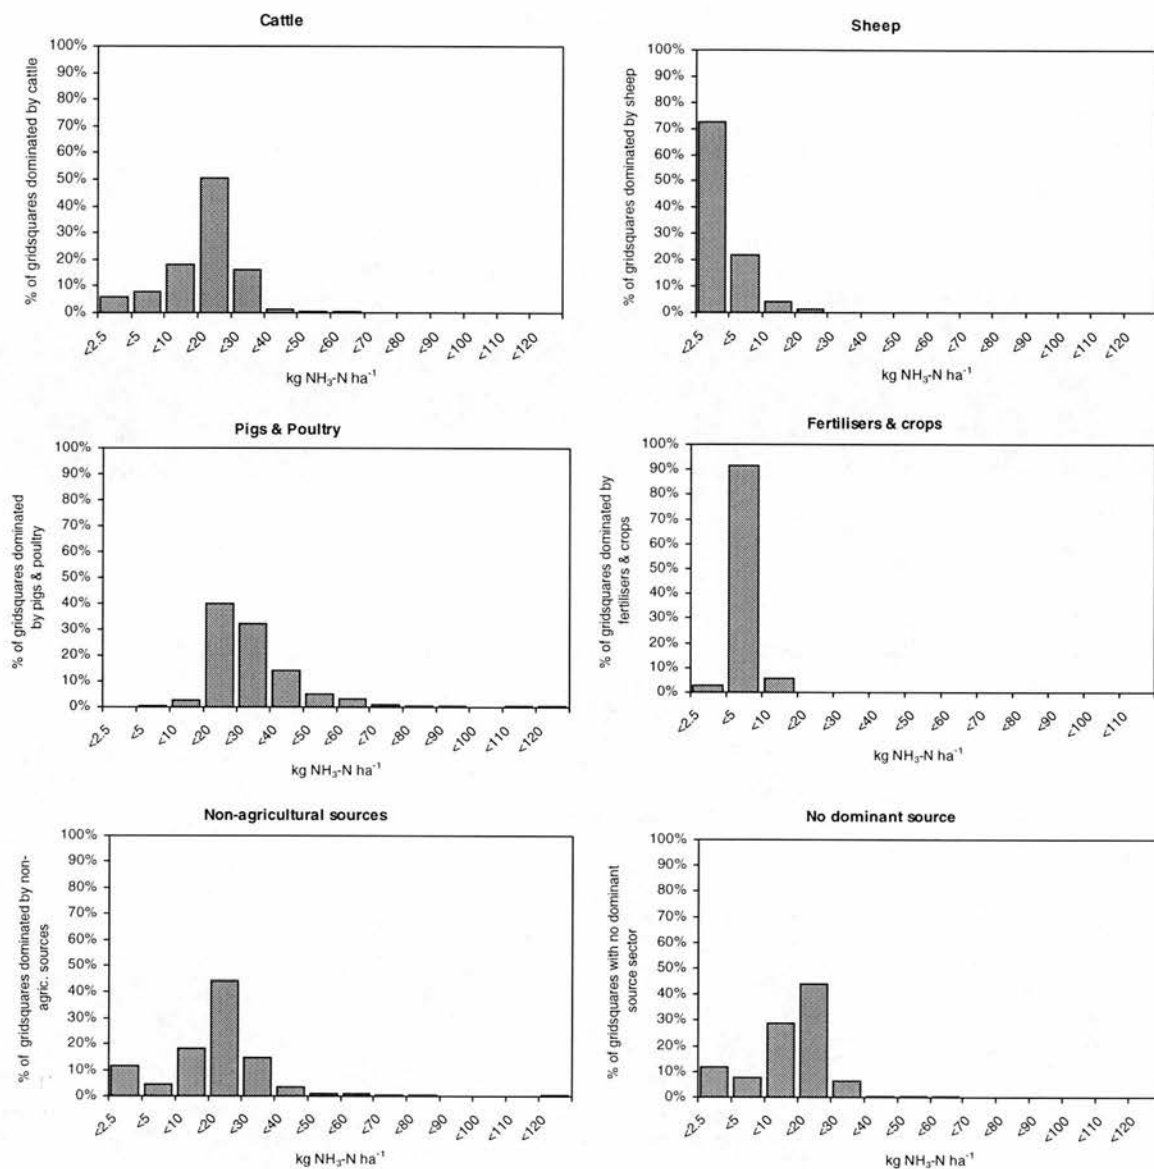 Cattle
% of gridsquares dominated by cattle
100%
90%
80%
70%
60%
50%
40%
30%
20%
10%
0%
<2.5 <5 <10 <20 <30 <40 <50 <60 <70 <80 <90 <100 <110 <120
kg NH₃-N ha⁻¹
Sheep
% of gridsquares dominated by sheep
100%
90%
80%
70%
60%
50%
40%
30%
20%
10%
0%
<2.5 <5 <10 <20 <30 <40 <50 <60 <70 <80 <90 <100 <110 <120
kg NH₃-N ha⁻¹
Pigs & Poultry
% of gridsquares dominated
by pigs & poultry
100%
90%
80%
70%
60%
50%
40%
30%
20%
10%
0%
<2.5 <5 <10 <20 <30 <40 <50 <60 <70 <80 <90 <100 <110 <120
kg NH₃-N ha⁻¹
Fertilisers & crops
% of gridsquares dominated by
fertilisers & crops
100%
90%
80%
70%
60%
50%
40%
30%
20%
10%
0%
<2.5 <5 <10 <20 <30 <40 <50 <60 <70 <80 <90 <100 <110
kg NH₃-N ha⁻¹
Non-agricultural sources
% of gridsquares dominated by non-
agric. sources
100%
90%
80%
70%
60%
50%
40%
30%
20%
10%
0%
<2.5 <5 <10 <20 <30 <40 <50 <60 <70 <80 <90 <100 <110 <120
kg NH₃-N ha⁻¹
No dominant source
% of gridsquares with no dominant
source sector
100%
90%
80%
70%
60%
50%
40%
30%
20%
10%
0%
<2.5 <5 <10 <20 <30 <40 <50 <60 <70 <80 <90 <100 <110 <120
kg NH₃-N ha⁻¹